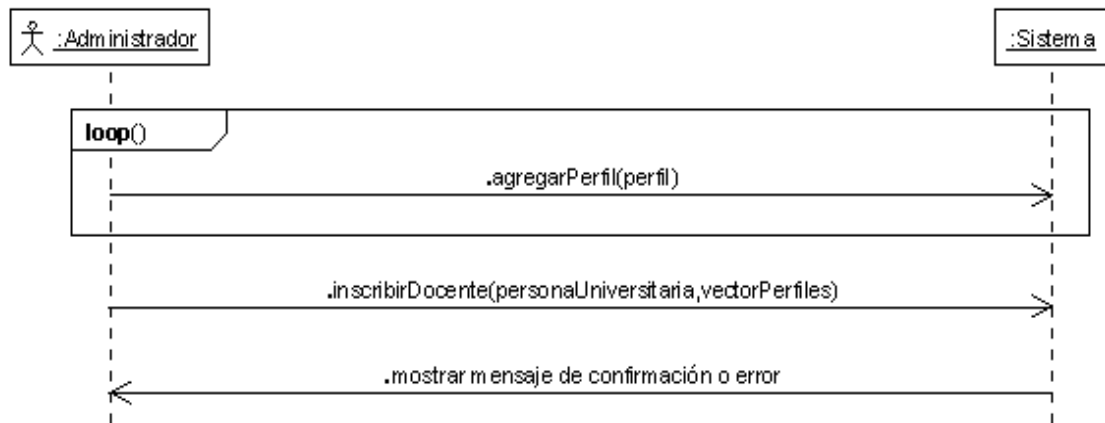 :Administrador
:Sistema
loop()
.agregarPerfil(perfil)
.inscribirDocente(personaUniversitaria,vectorPerfiles)
.mostrar mensaje de confirmación o error